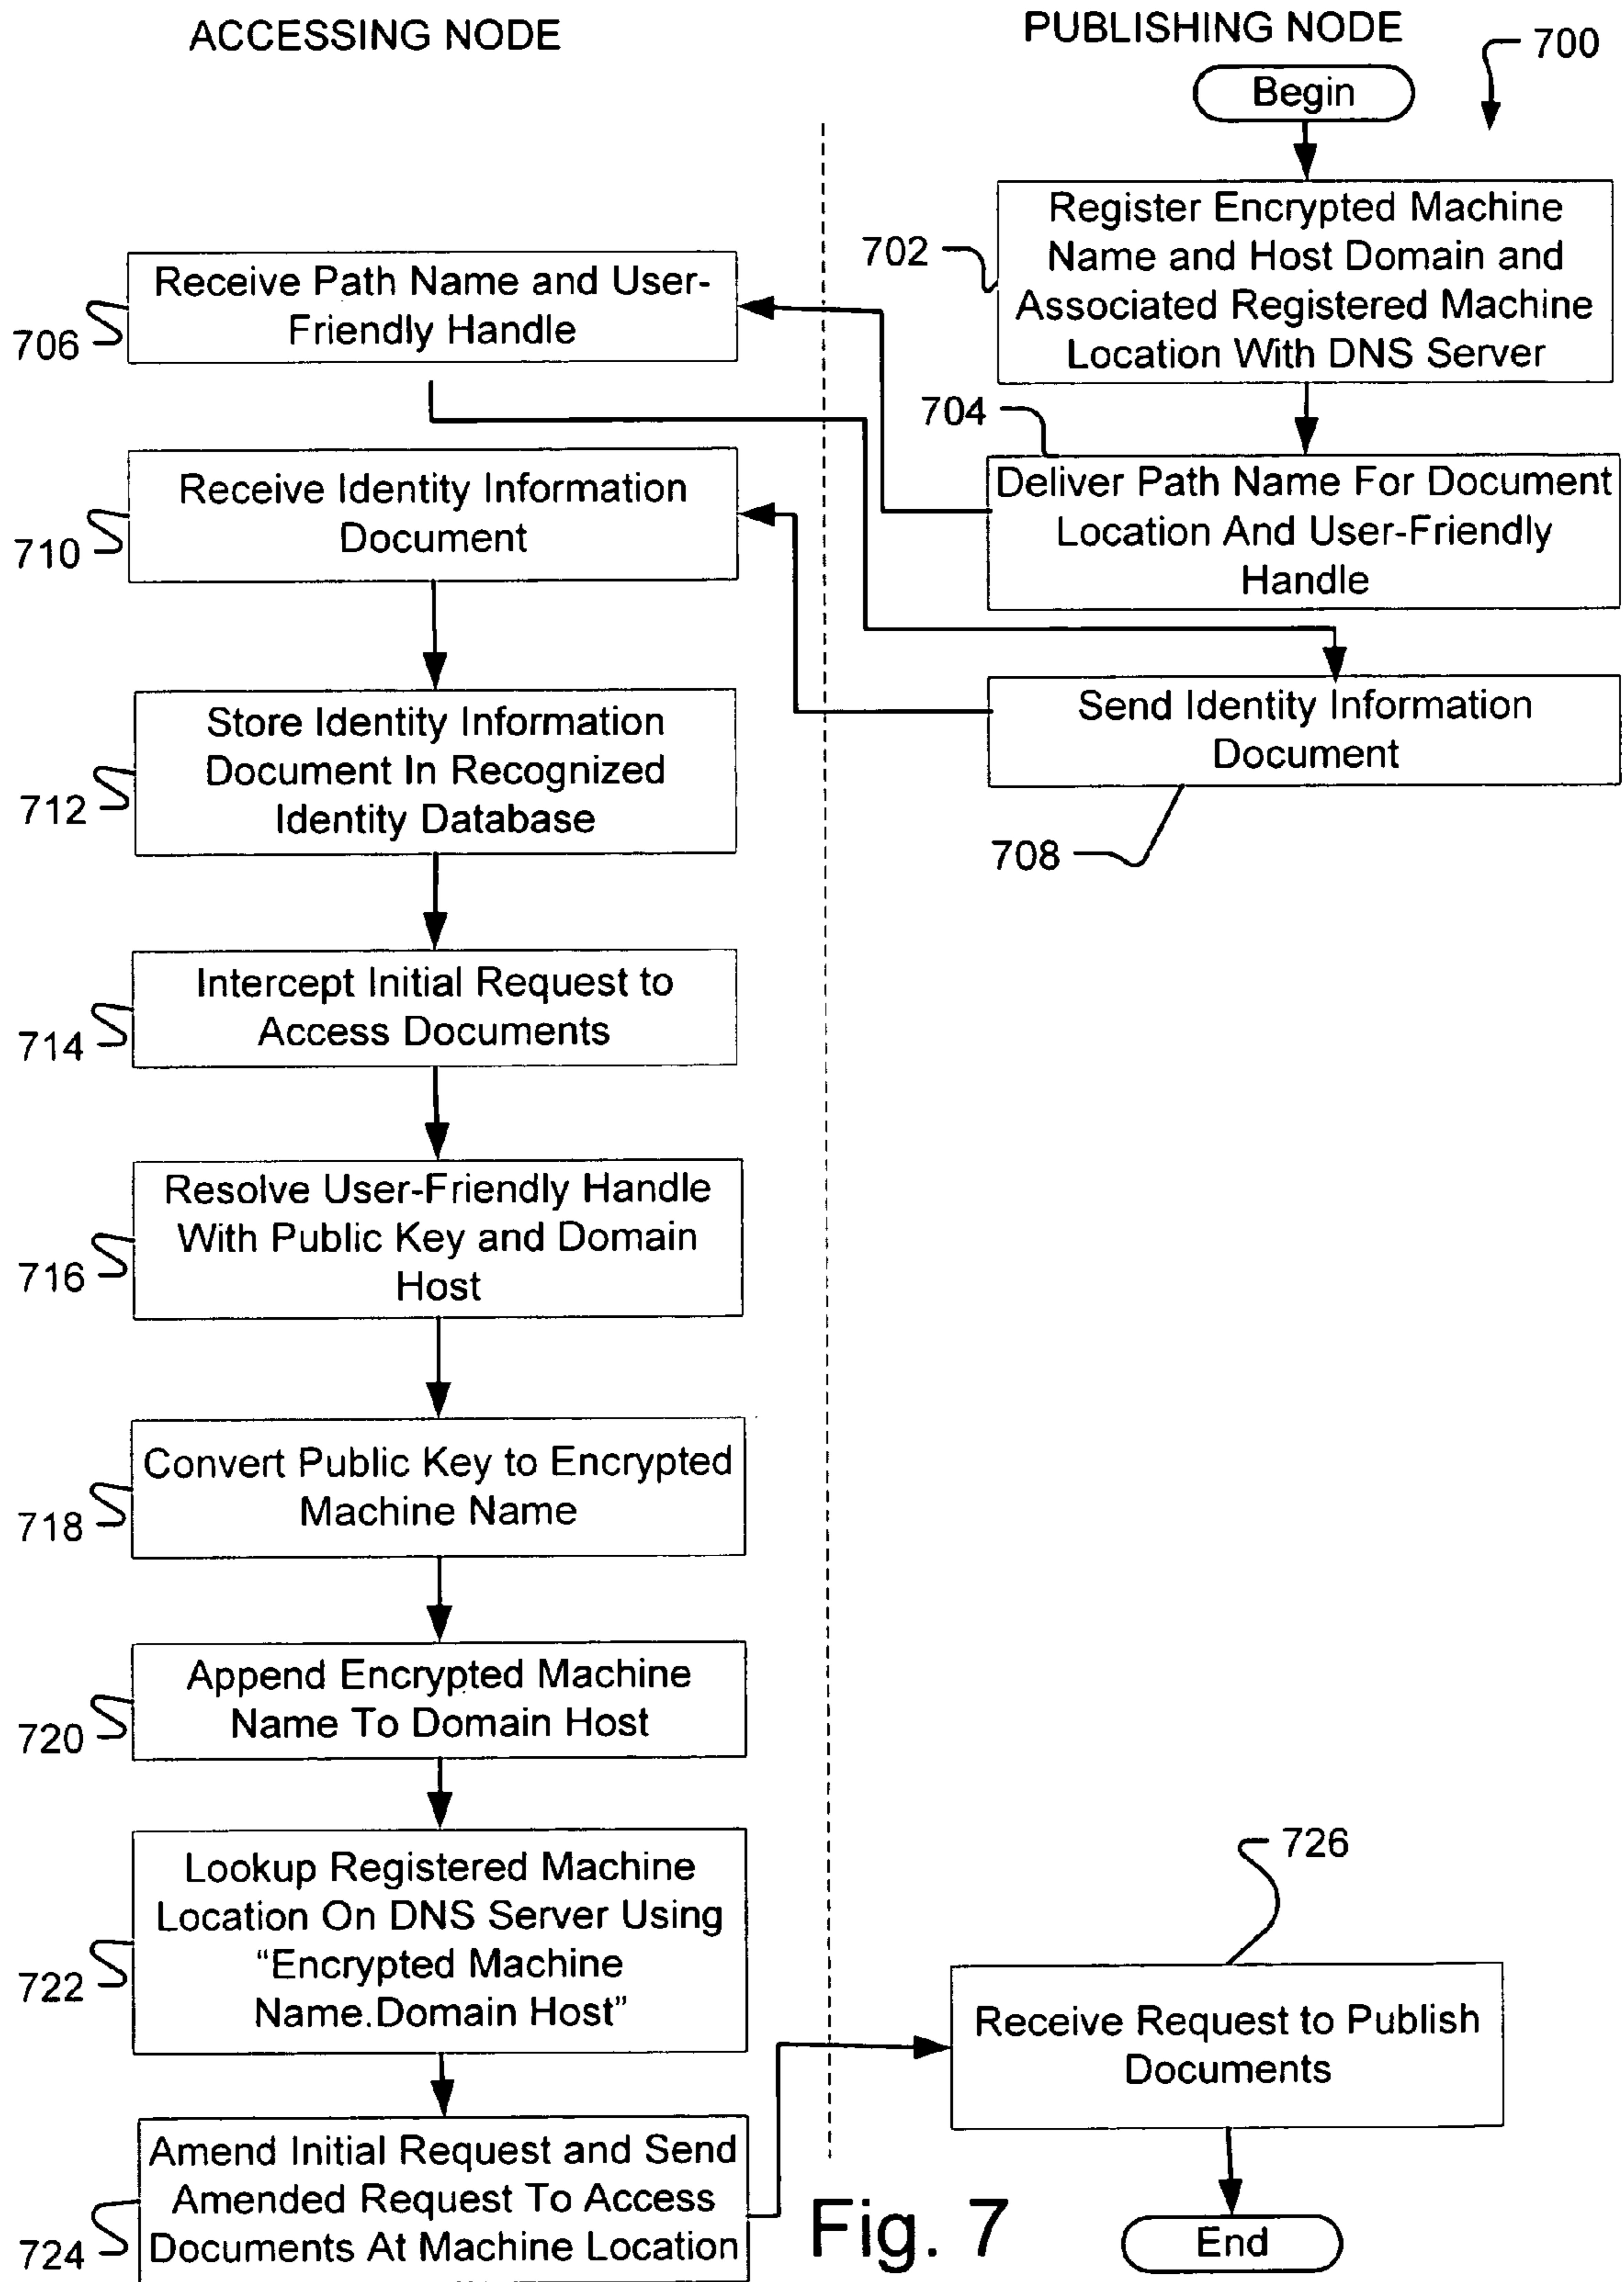 ACCESSING NODE
PUBLISHING NODE
700
Begin
Register Encrypted Machine
Name and Host Domain and
Associated Registered Machine
Location With DNS Server
702
Receive Path Name and User-
Friendly Handle
706
704
Deliver Path Name For Document
Location And User-Friendly
Handle
Receive Identity Information
Document
710
Send Identity Information
Document
708
Store Identity Information
Document In Recognized
Identity Database
712
Intercept Initial Request to
Access Documents
714
Resolve User-Friendly Handle
With Public Key and Domain
Host
716
Convert Public Key to Encrypted
Machine Name
718
Append Encrypted Machine
Name To Domain Host
720
Lookup Registered Machine
Location On DNS Server Using
“Encrypted Machine
Name.Domain Host”
722
726
Receive Request to Publish
Documents
Amend Initial Request and Send
Amended Request To Access
Documents At Machine Location
724
Fig. 7
End